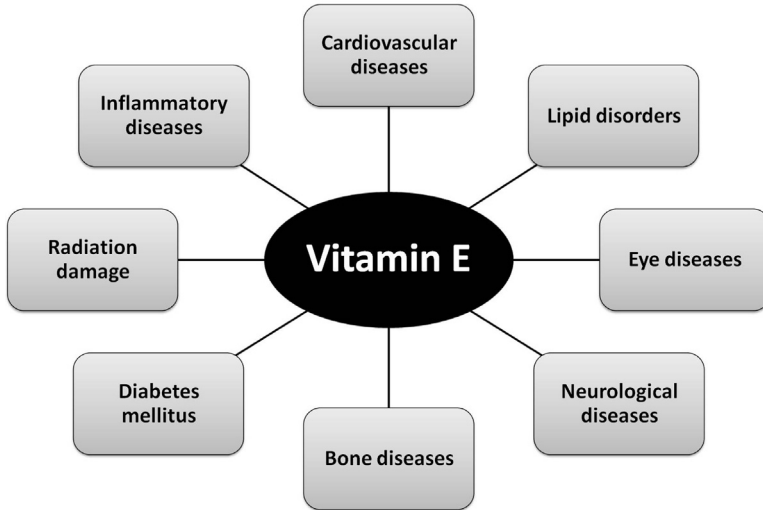 Cardiovascular
diseases
Inflammatory
diseases
Lipid disorders
Radiation
damage
Vitamin E
Eye diseases
Diabetes
mellitus
Neurological
diseases
Bone diseases